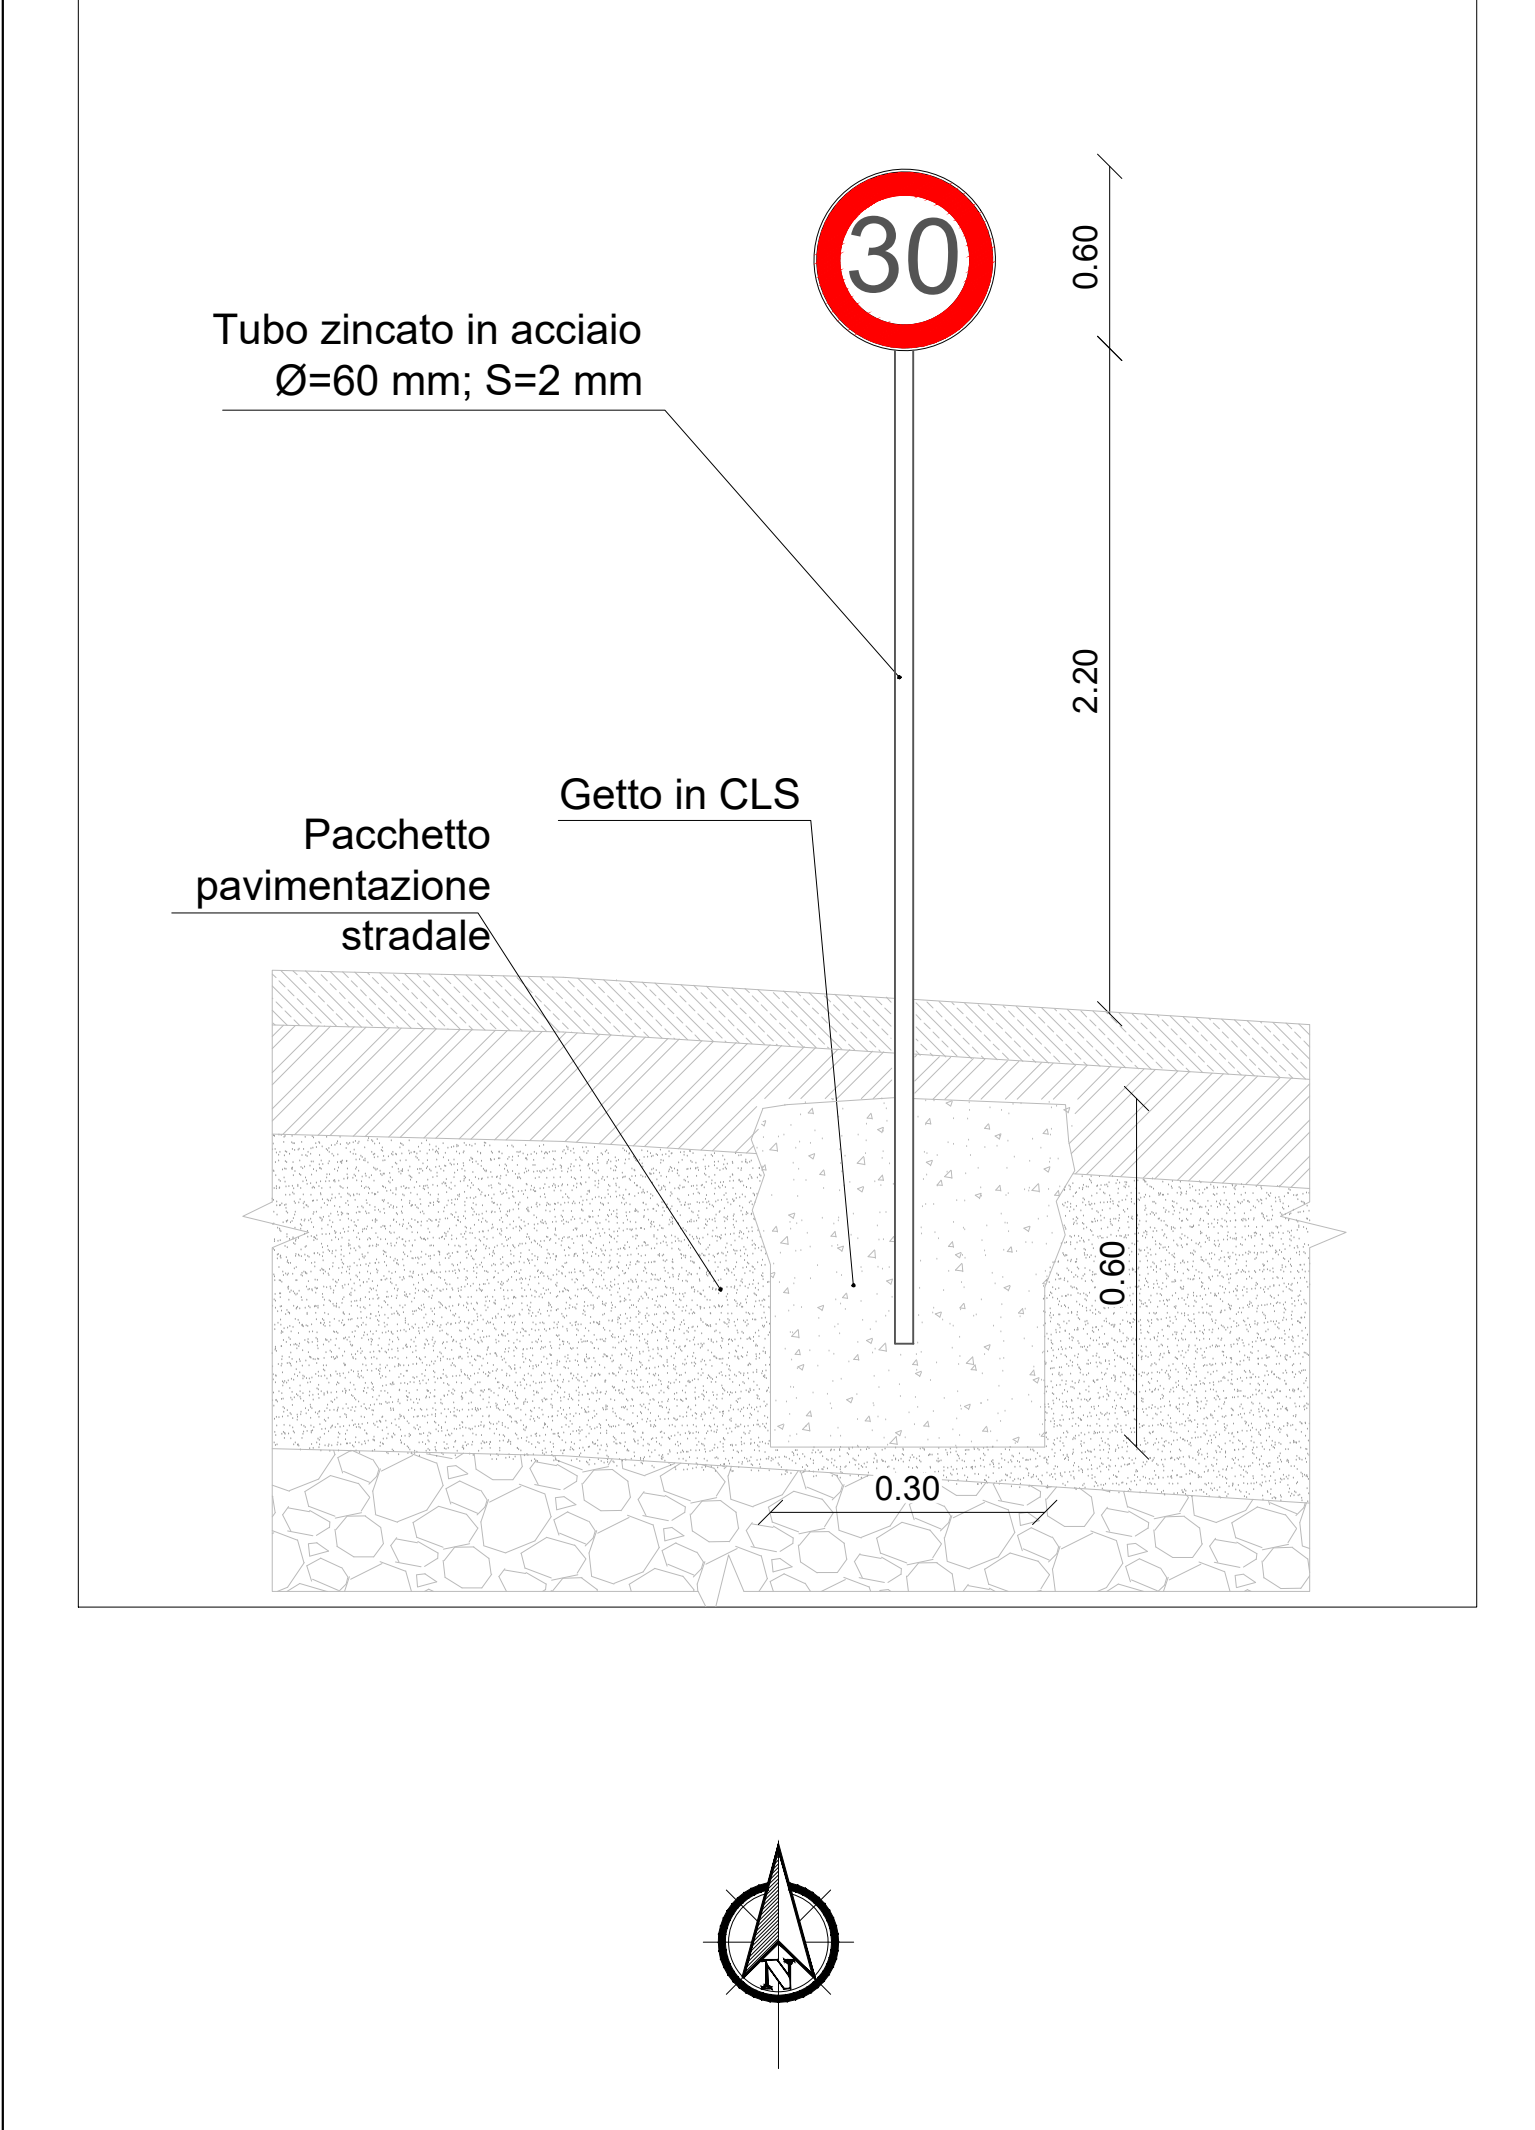 30
0.60
Tubo zincato in acciaio
Ø=60 mm; S=2 mm
2.20
Getto in CLS
Pacchetto
pavimentazione
stradale
0.60
0.30
N